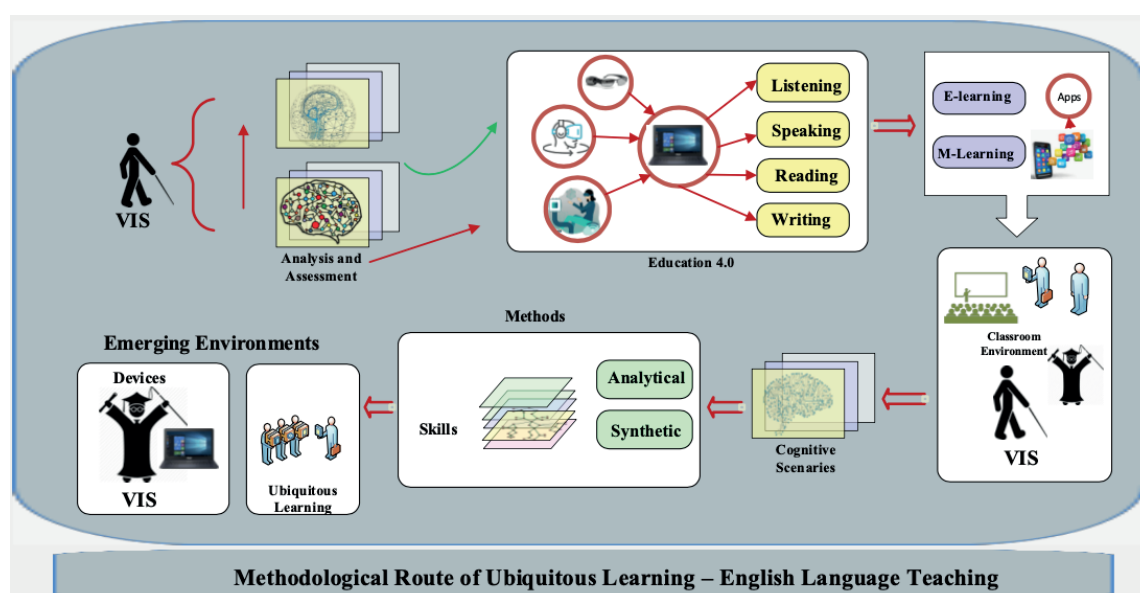 VIS
Analysis and
Assessment
Listening
Speaking
Reading
Writing
Education 4.0
E-learning
M-Learning
Apps
Classroom
Environment
VIS
Cognitive
Scenaries
Methods
Skills
Analytical
Synthetic
Emerging Environments
Devices
VIS
Ubiquitous
Learning
Methodological Route of Ubiquitous Learning – English Language Teaching